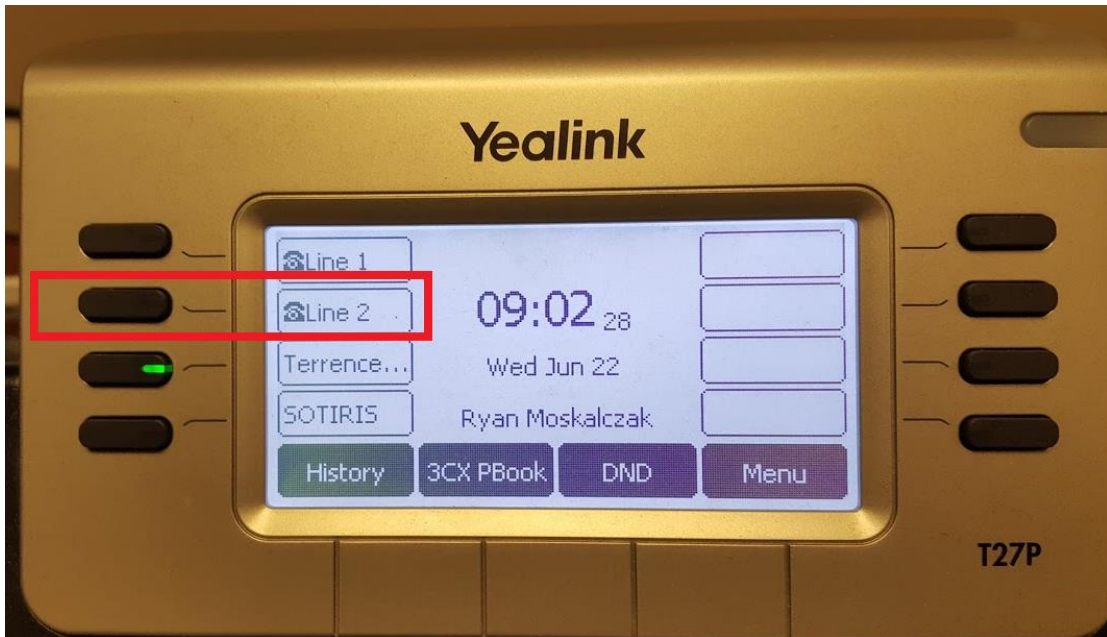 Yealink
Line 1
Line 2
09:02 28
Terrence...
Wed Jun 22
SOTIRIS
Ryan Moskalczak
History 3CX PBook DND Menu
T27P